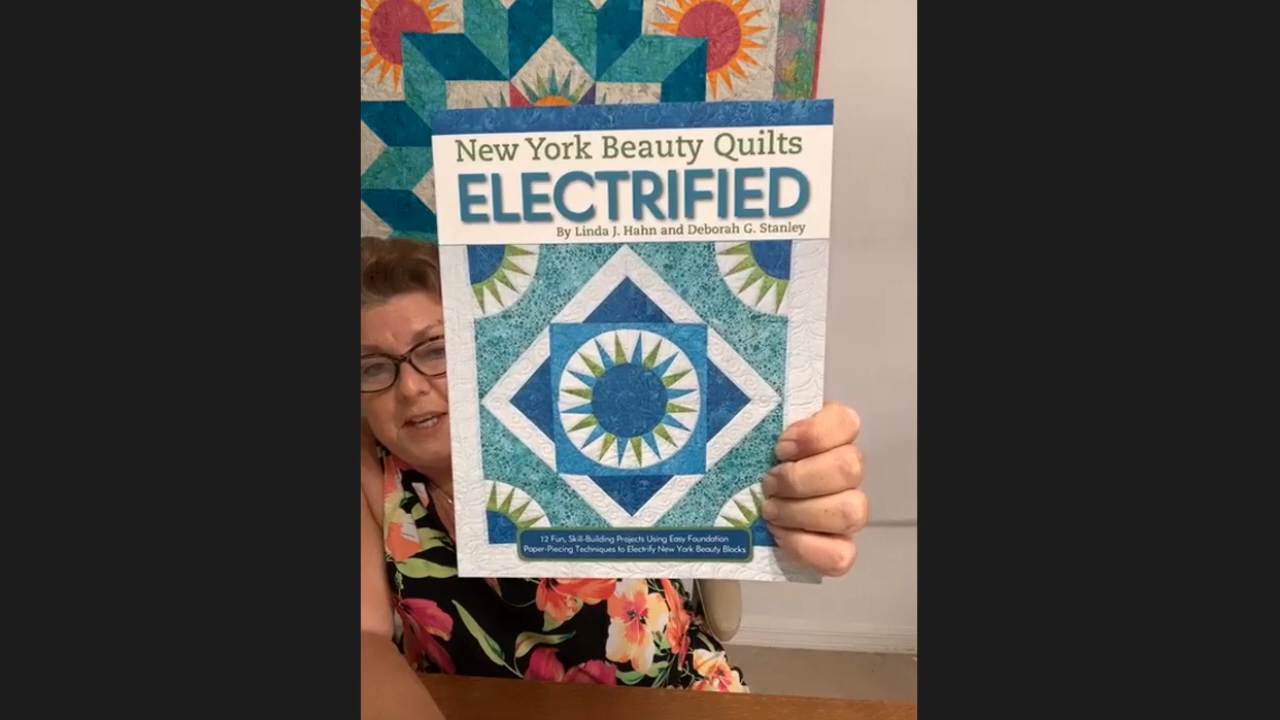 New York Beauty Quilts
ELECTRIFIED
By Linda J. Hahn and Deborah G. Stanley
12 Fun, Skill-Building Projects Using Easy Foundation
Paper-Piecing Techniques to Electrify New York Beauty Blocks